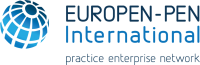 EUROPEN-PEN
International
practice enterprise network